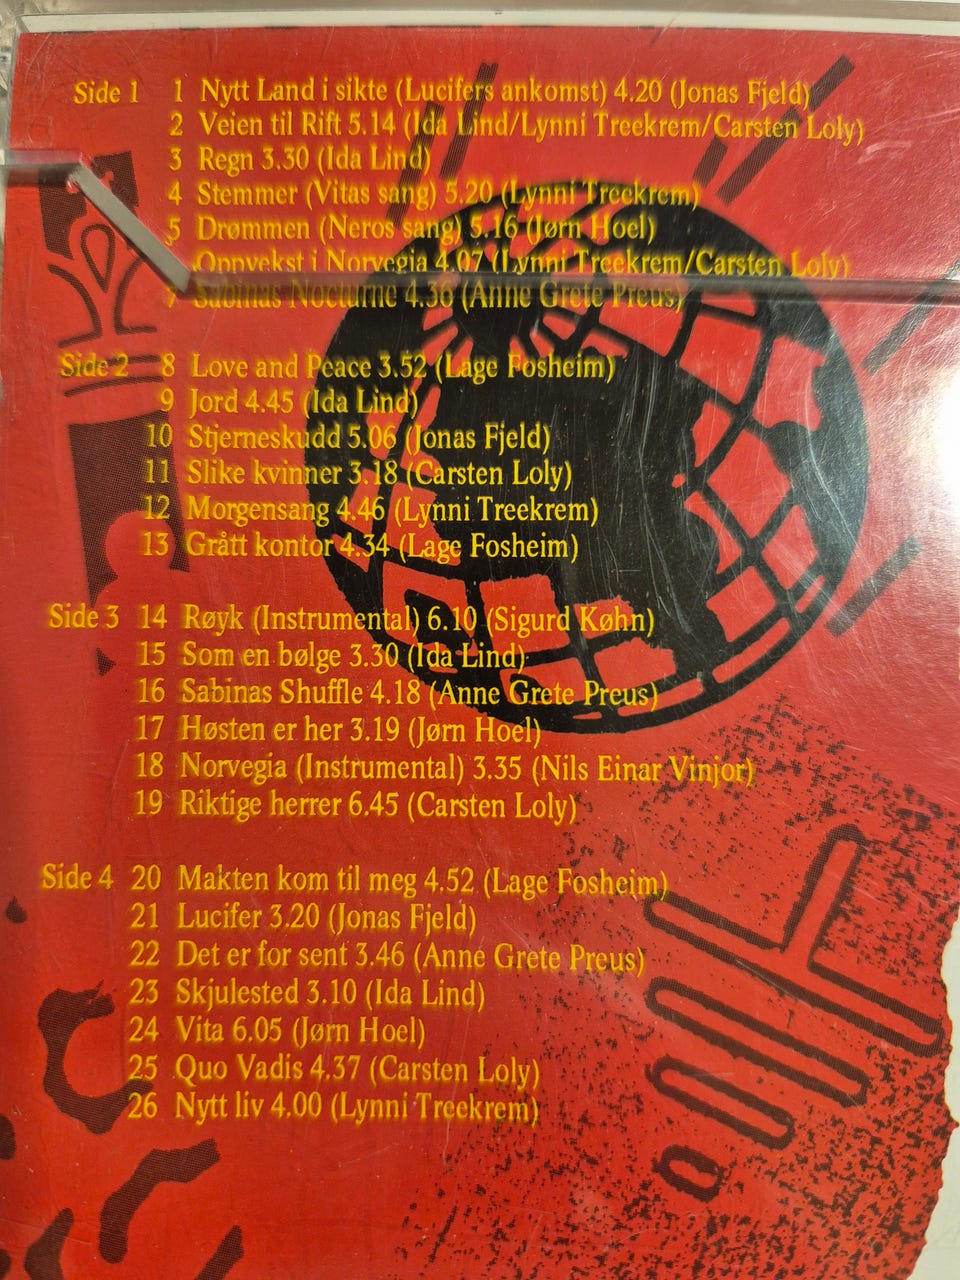 Side 1 1 Nytt Land i sikte (Lucifers ankomst) 4.20 (Jonas Fjeld)
2 Veien til Rift 5.14 (Ida Lind/Lynni Treekrem/Carsten Loly)
3 Regn 3.30 (Ida Lind)
4 Stemmer (Vitas sang) 5.20 (Lynni Treekrem)
5 Drømmen (Neros sang) 5.16 (Jørn Hoel)
Oppvekst i Norvegia 4.07 (Lynni Treekrem/Carsten Loly)
7 Sabinas Nocturne 4.36 (Anne Grete Preus)
Side 2 8 Love and Peace 3.52 (Lage Fosheim)
9 Jord 4.45 (Ida Lind)
10 Stjerneskudd 5.06 (Jonas Fjeld)
11 Slike kvinner 3.18 (Carsten Loly)
12 Morgensang 4.46 (Lynni Treekrem)
13 Grått kontor 4.34 (Lage Fosheim)
Side 3 14 Røyk (Instrumental) 6.10 (Sigurd Køhn)
15 Som en bølge 3.30 (Ida Lind)
16 Sabinas Shuffle 4.18 (Anne Grete Preus)
17 Høsten er her 3.19 (Jørn Hoel)
18 Norvegia (Instrumental) 3.35 (Nils Einar Vinjor)
19 Riktige herrer 6.45 (Carsten Loly)
Side 4 20 Makten kom til meg 4.52 (Lage Fosheim)
21 Lucifer 3.20 (Jonas Fjeld)
22 Det er for sent 3.46 (Anne Grete Preus)
23 Skjulested 3.10 (Ida Lind)
24 Vita 6.05 (Jørn Hoel)
25 Quo Vadis 4.37 (Carsten Loly)
26 Nytt liv 4.00 (Lynni Treekrem)